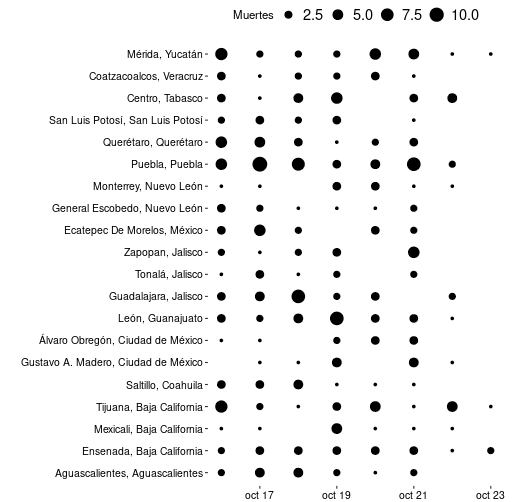 Muertes 2.5 5.0 7.5 10.0
Mérida, Yucatán
Coatzacoalcos, Veracruz
Centro, Tabasco
San Luis Potosí, San Luis Potosí
Querétaro, Querétaro
Puebla, Puebla
Monterrey, Nuevo León
General Escobedo, Nuevo León
Ecatepec De Morelos, México
Zapopan, Jalisco
Tonalá, Jalisco
Guadalajara, Jalisco
León, Guanajuato
Álvaro Obregón, Ciudad de México
Gustavo A. Madero, Ciudad de México
Saltillo, Coahuila
Tijuana, Baja California
Mexicali, Baja California
Ensenada, Baja California
Aguascalientes, Aguascalientes
oct 17 oct 19 oct 21 oct 23